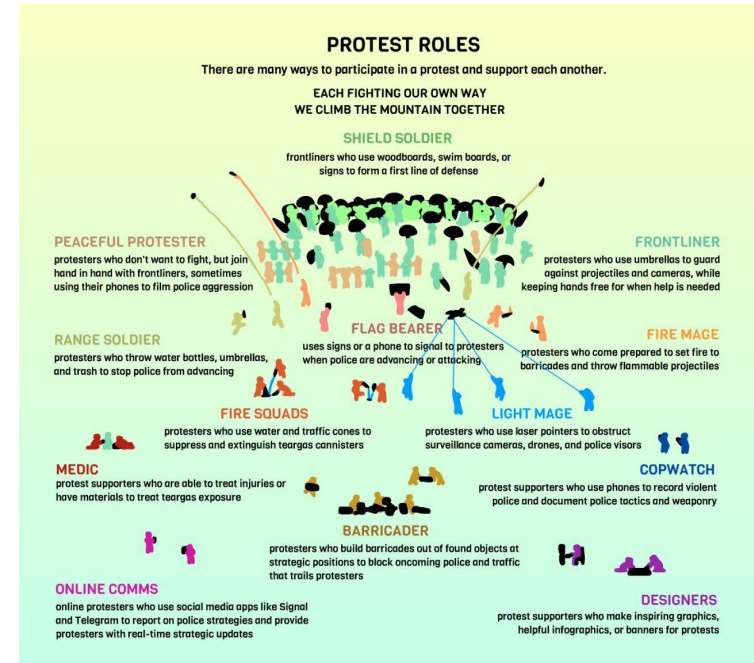 PROTEST ROLES
There are many ways to participate in a protest and support each another.
EACH FIGHTING OUR OWN WAY
WE CLIMB THE MOUNTAIN TOGETHER
SHIELD SOLDIER
frontliners who use woodboards, swim boards, or
signs to form a first line of defense
PEACEFUL PROTESTER
protesters who don't want to fight, but join
hand in hand with frontliners, sometimes
using their phones to film police aggression
FRONTLINER
protesters who use umbrellas to guard
against projectiles and cameras, while
keeping hands free for when help is needed
RANGE SOLDIER
protesters who throw water bottles, umbrellas,
and trash to stop police from advancing
FLAG BEARER
uses signs or a phone to signal to protesters
when police are advancing or attacking
FIRE MAGE
protesters who come prepared to set fire to
barricades and throw flammable projectiles
FIRE SQUADS
protesters who use water and traffic cones to
suppress and extinguish teargas cannisters
LIGHT MAGE
protesters who use laser pointers to obstruct
surveillance cameras, drones, and police visors
MEDIC
protest supporters who are able to treat injuries or
have materials to treat teargas exposure
COPWATCH
protest supporters who use phones to record violent
police and document police tactics and weaponry
BARRICADER
protesters who build barricades out of found objects at
strategic positions to block oncoming police and traffic
that trails protesters
ONLINE COMMS
online protesters who use social media apps like Signal
and Telegram to report on police strategies and provide
protesters with real-time strategic updates
DESIGNERS
protest supporters who make inspiring graphics,
helpful infographics, or banners for protests